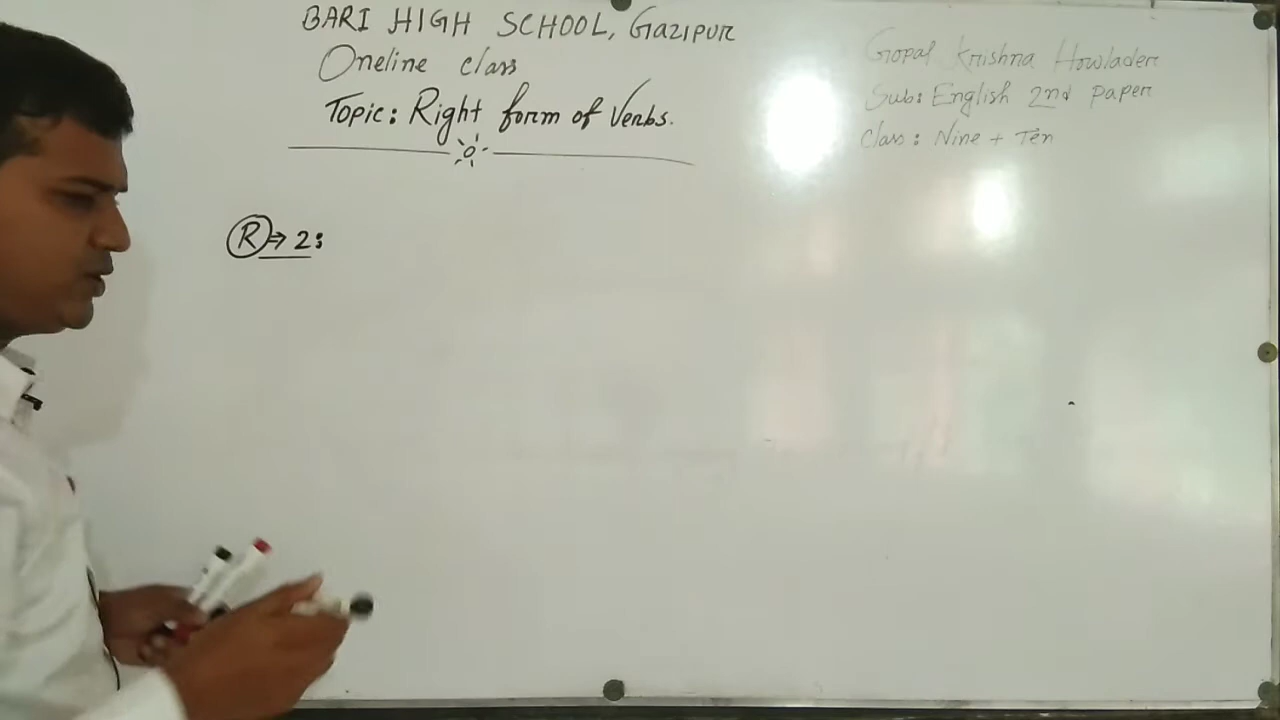 BARI HIGH SCHOOL, Gazipur
Oneline class
Topic: Right form of Verbs.
Gopal Krishna Howlader
Sub: English 2nd paper
Class: Nine + Ten
R ⇒ 2: